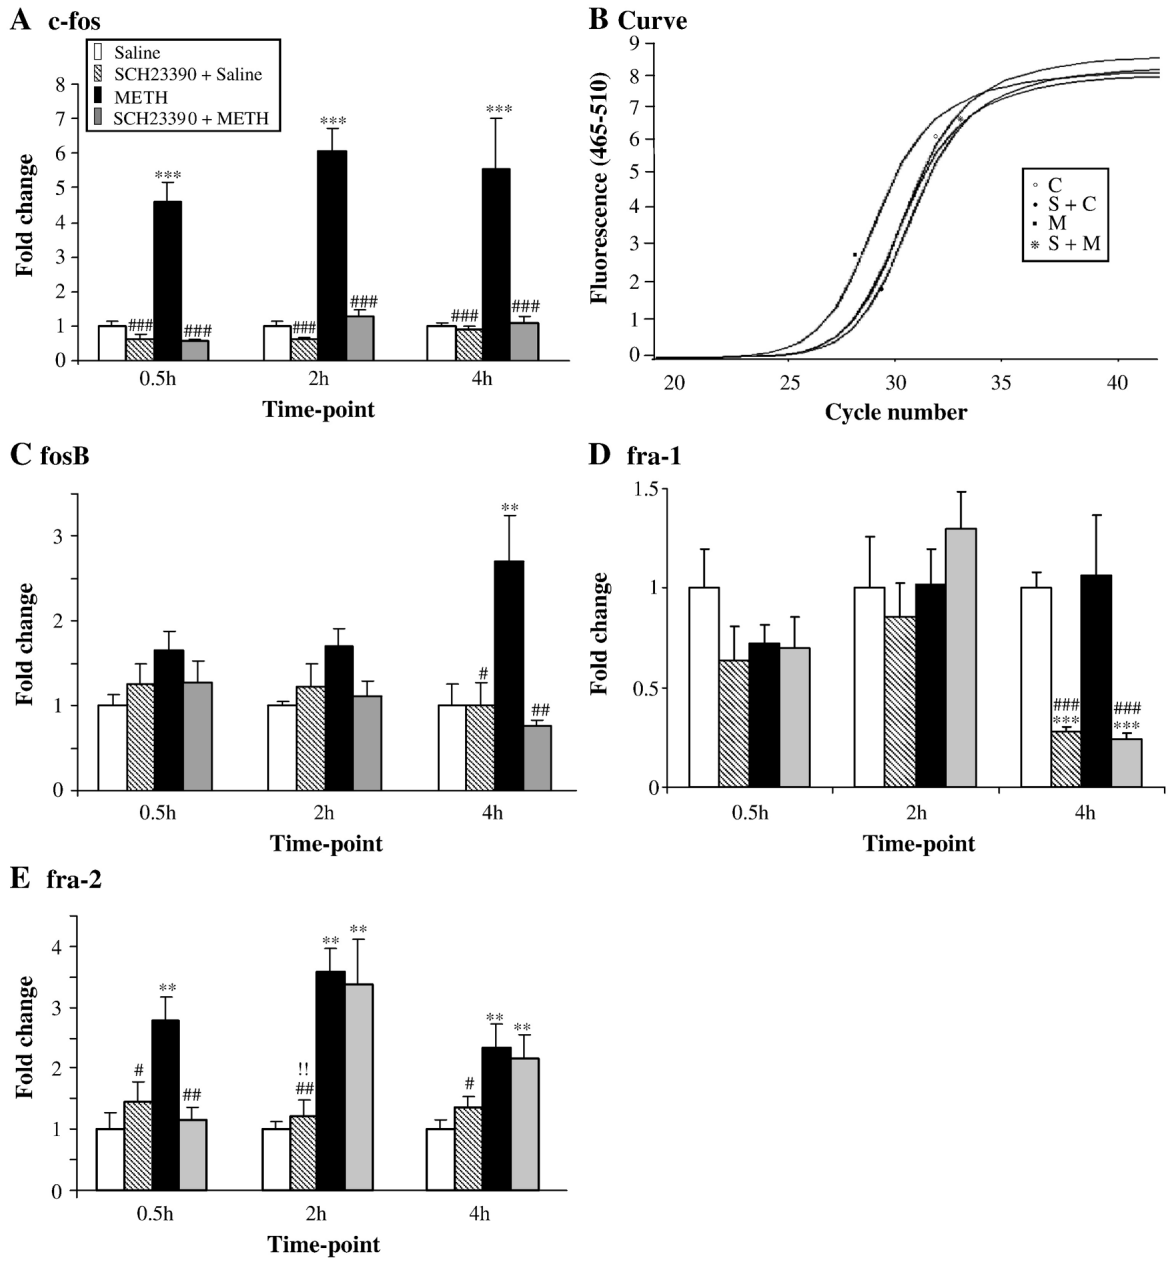 A c-fos
Saline
SCH23390 + Saline
METH
SCH23390 + METH
Fold change
8
7
6
5
4
3
2
1
0
***
***
***
###
###
###
###
###
###
0.5h
2h
4h
Time-point
B Curve
Fluorescence (465-510)
9
8
7
6
5
4
3
2
1
0
C
S + C
M
S + M
20
25
30
35
40
Cycle number
C fosB
Fold change
3
2
1
0
**
#
##
0.5h
2h
4h
Time-point
D fra-1
Fold change
1.5
1
0.5
0
###
***
###
***
0.5h
2h
4h
Time-point
E fra-2
Fold change
4
3
2
1
0
#
**
##
!!
##
**
**
#
**
**
0.5h
2h
4h
Time-point